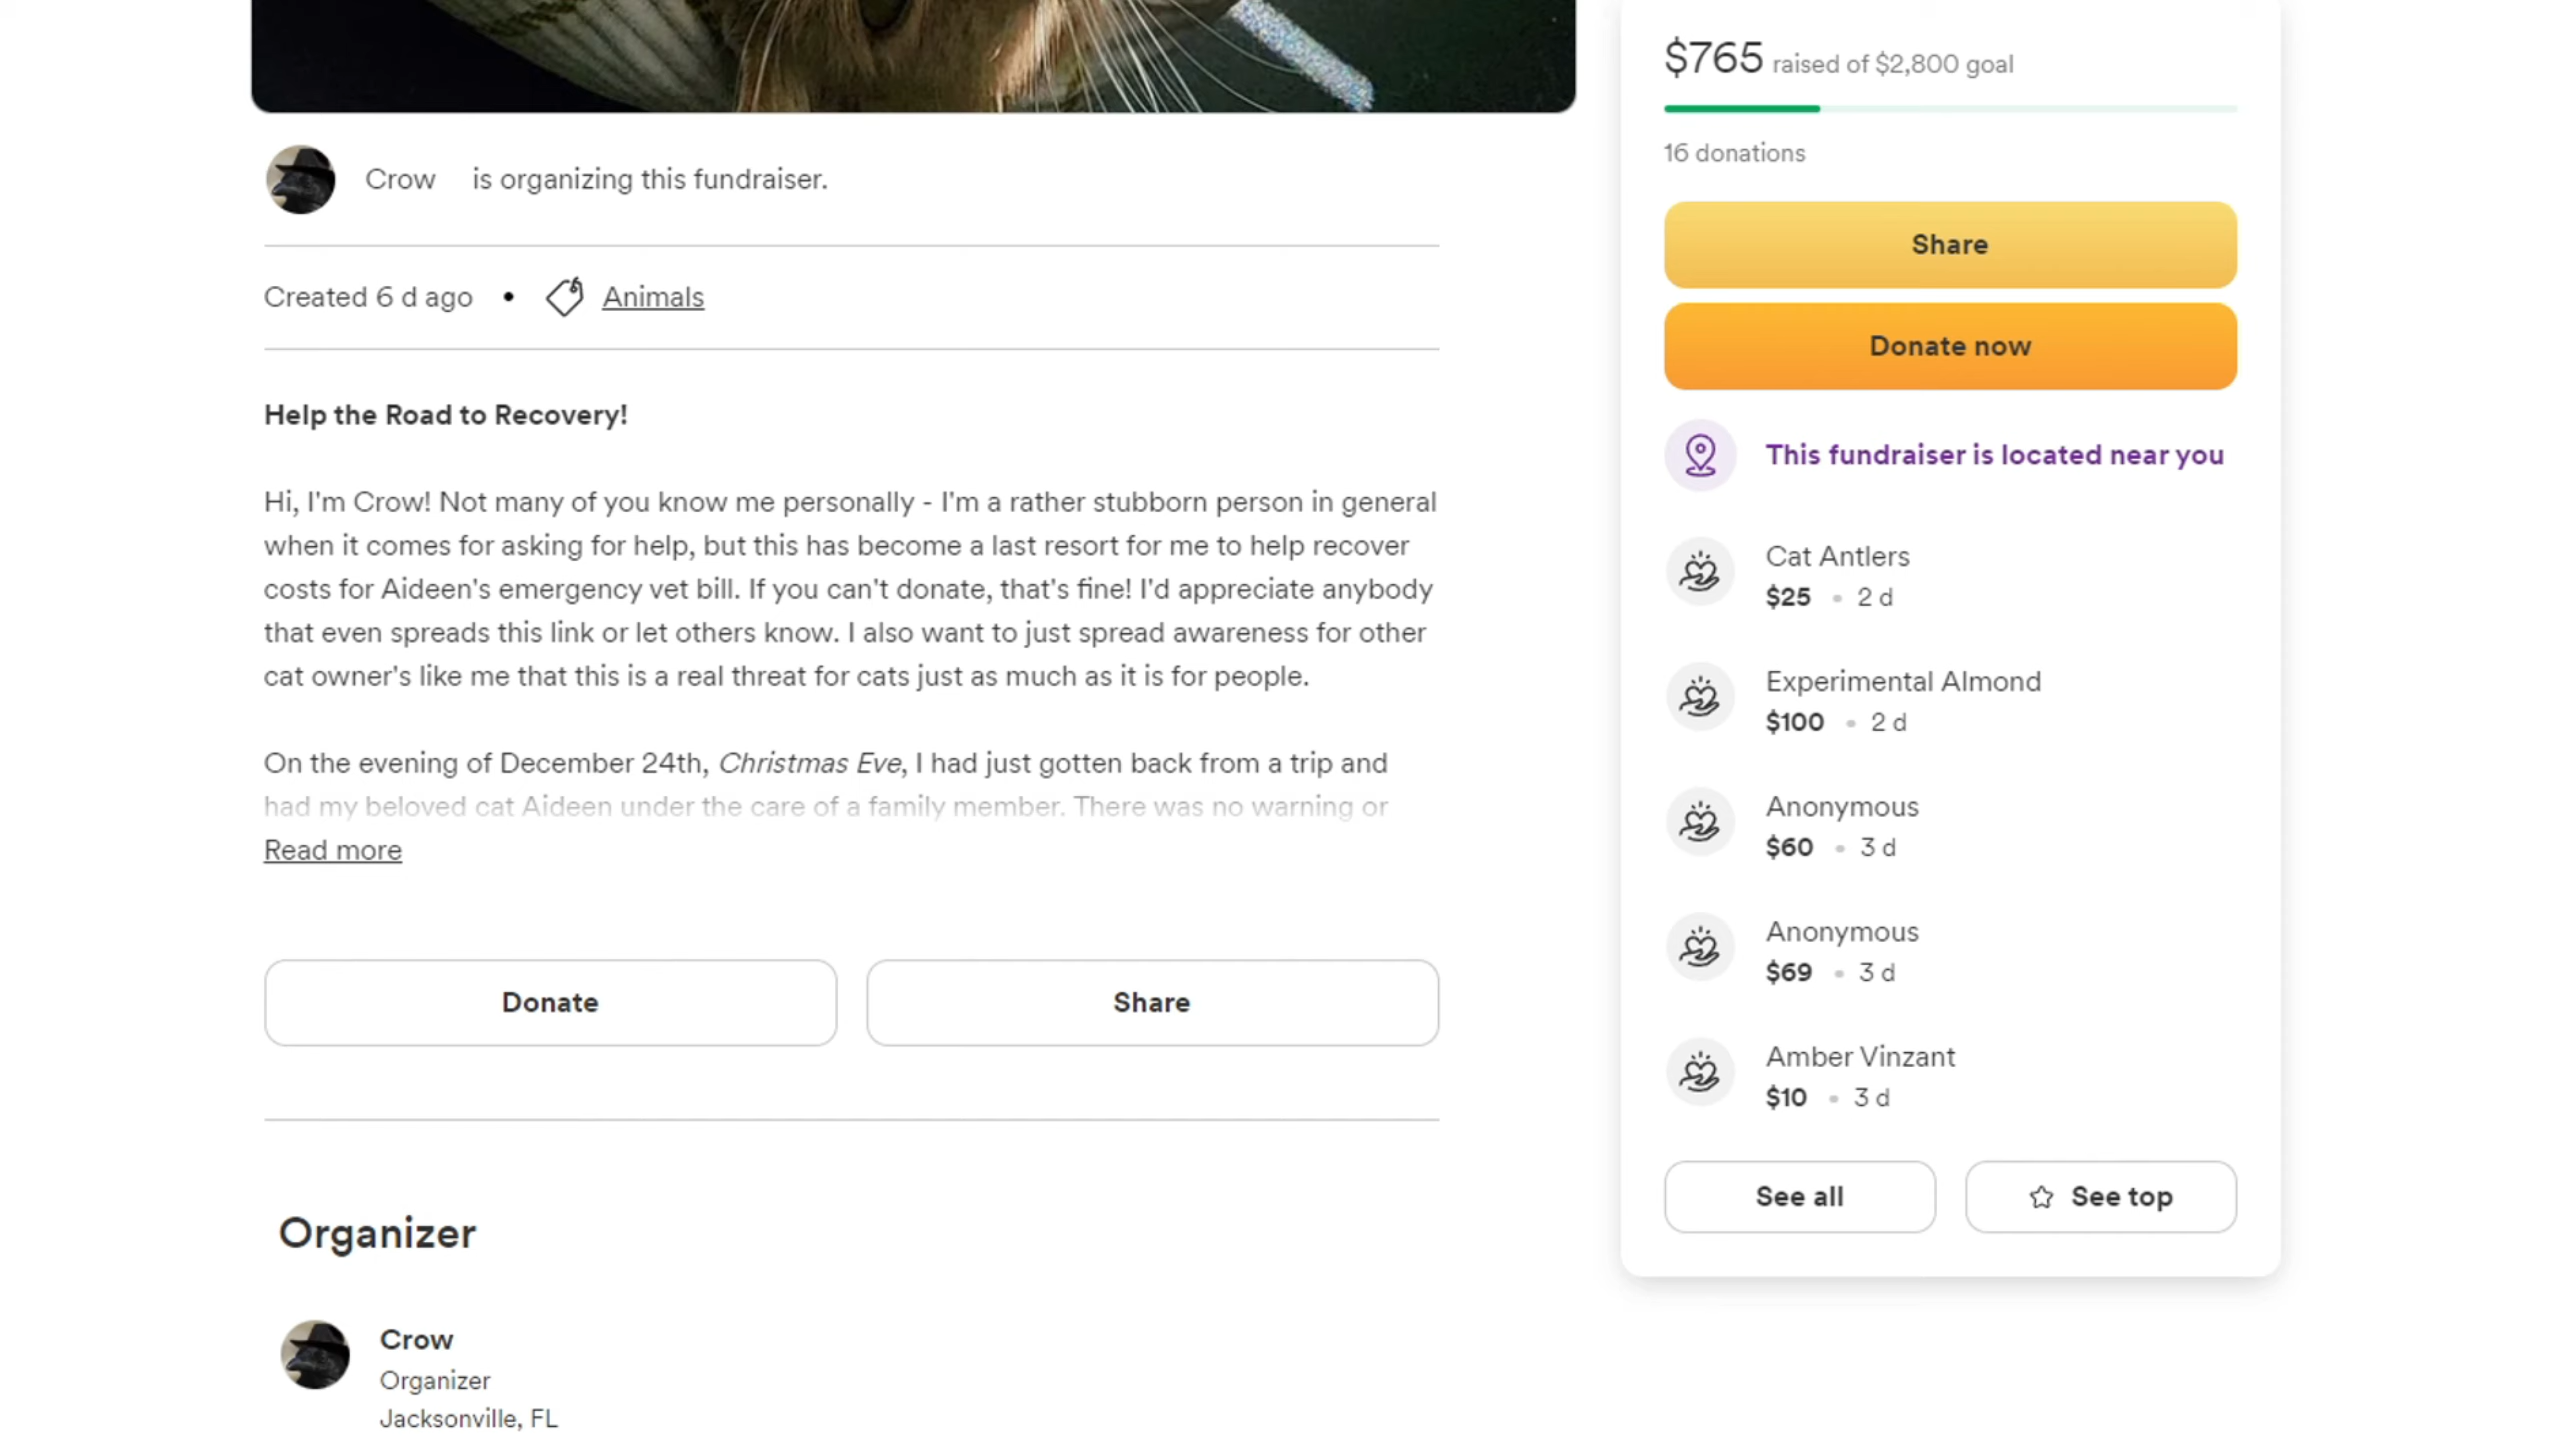 Crow is organizing this fundraiser.
Created 6 d ago • Animals
Help the Road to Recovery!
Hi, I'm Crow! Not many of you know me personally - I'm a rather stubborn person in general
when it comes for asking for help, but this has become a last resort for me to help recover
costs for Aideen's emergency vet bill. If you can't donate, that's fine! I'd appreciate anybody
that even spreads this link or let others know. I also want to just spread awareness for other
cat owner's like me that this is a real threat for cats just as much as it is for people.
On the evening of December 24th, Christmas Eve, I had just gotten back from a trip and
had my beloved cat Aideen under the care of a family member. There was no warning or
Read more
Donate
Share
Organizer
Crow
Organizer
Jacksonville, FL
$765 raised of $2,800 goal
16 donations
Share
Donate now
This fundraiser is located near you
Cat Antlers
$25 • 2 d
Experimental Almond
$100 • 2 d
Anonymous
$60 • 3 d
Anonymous
$69 • 3 d
Amber Vinzant
$10 • 3 d
See all
See top